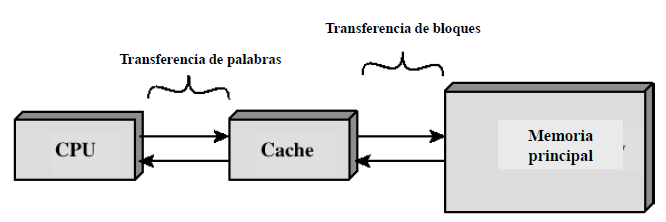 Transferencia de bloques
Transferencia de palabras
CPU
Cache
Memoria
principal